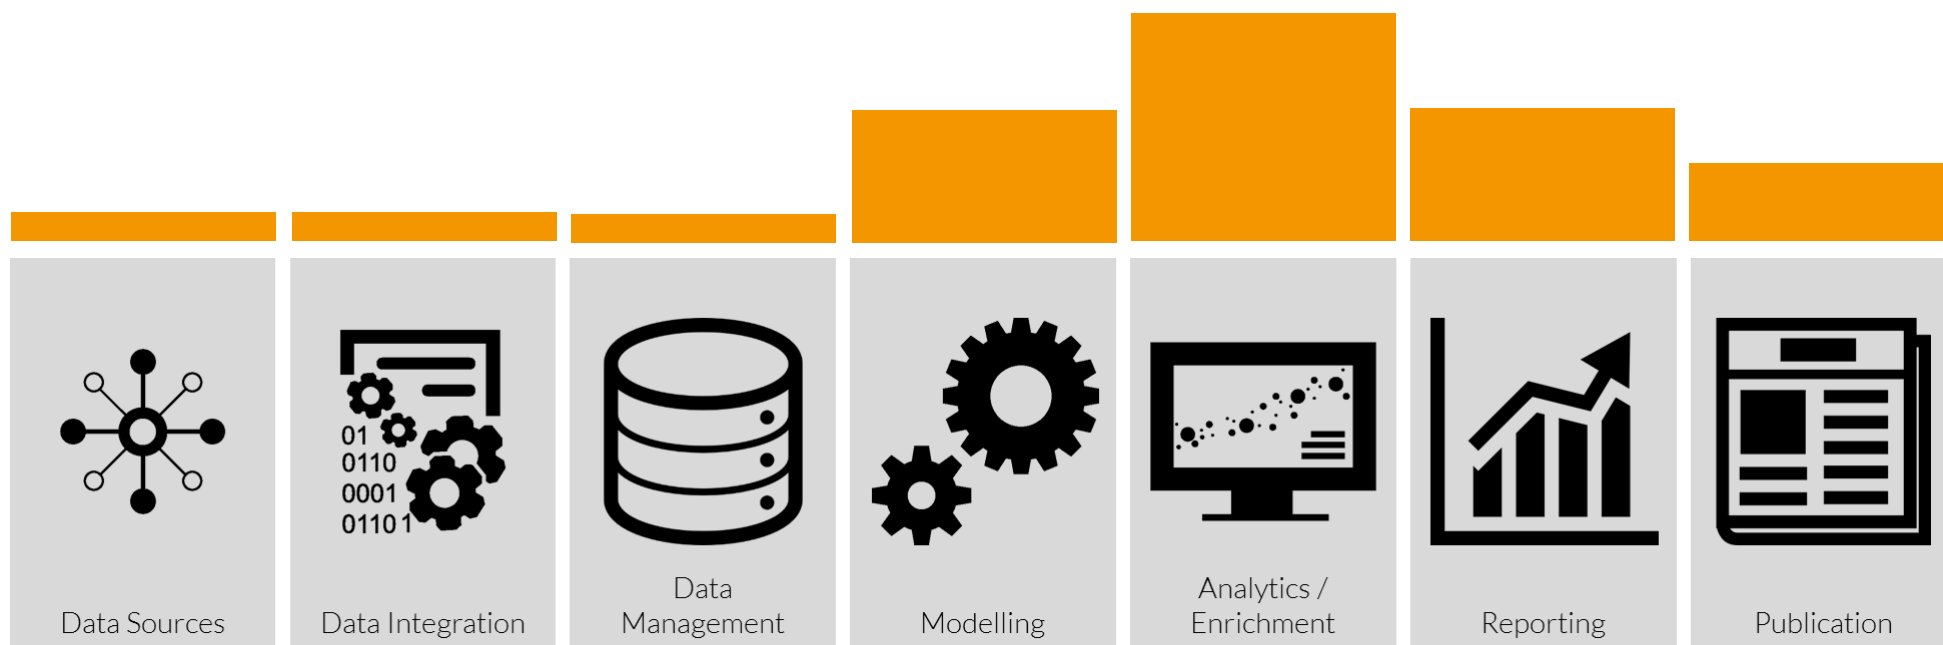 01
0110
0001
01101
Data Sources
Data Integration
Data
Management
Modelling
Analytics /
Enrichment
Reporting
Publication